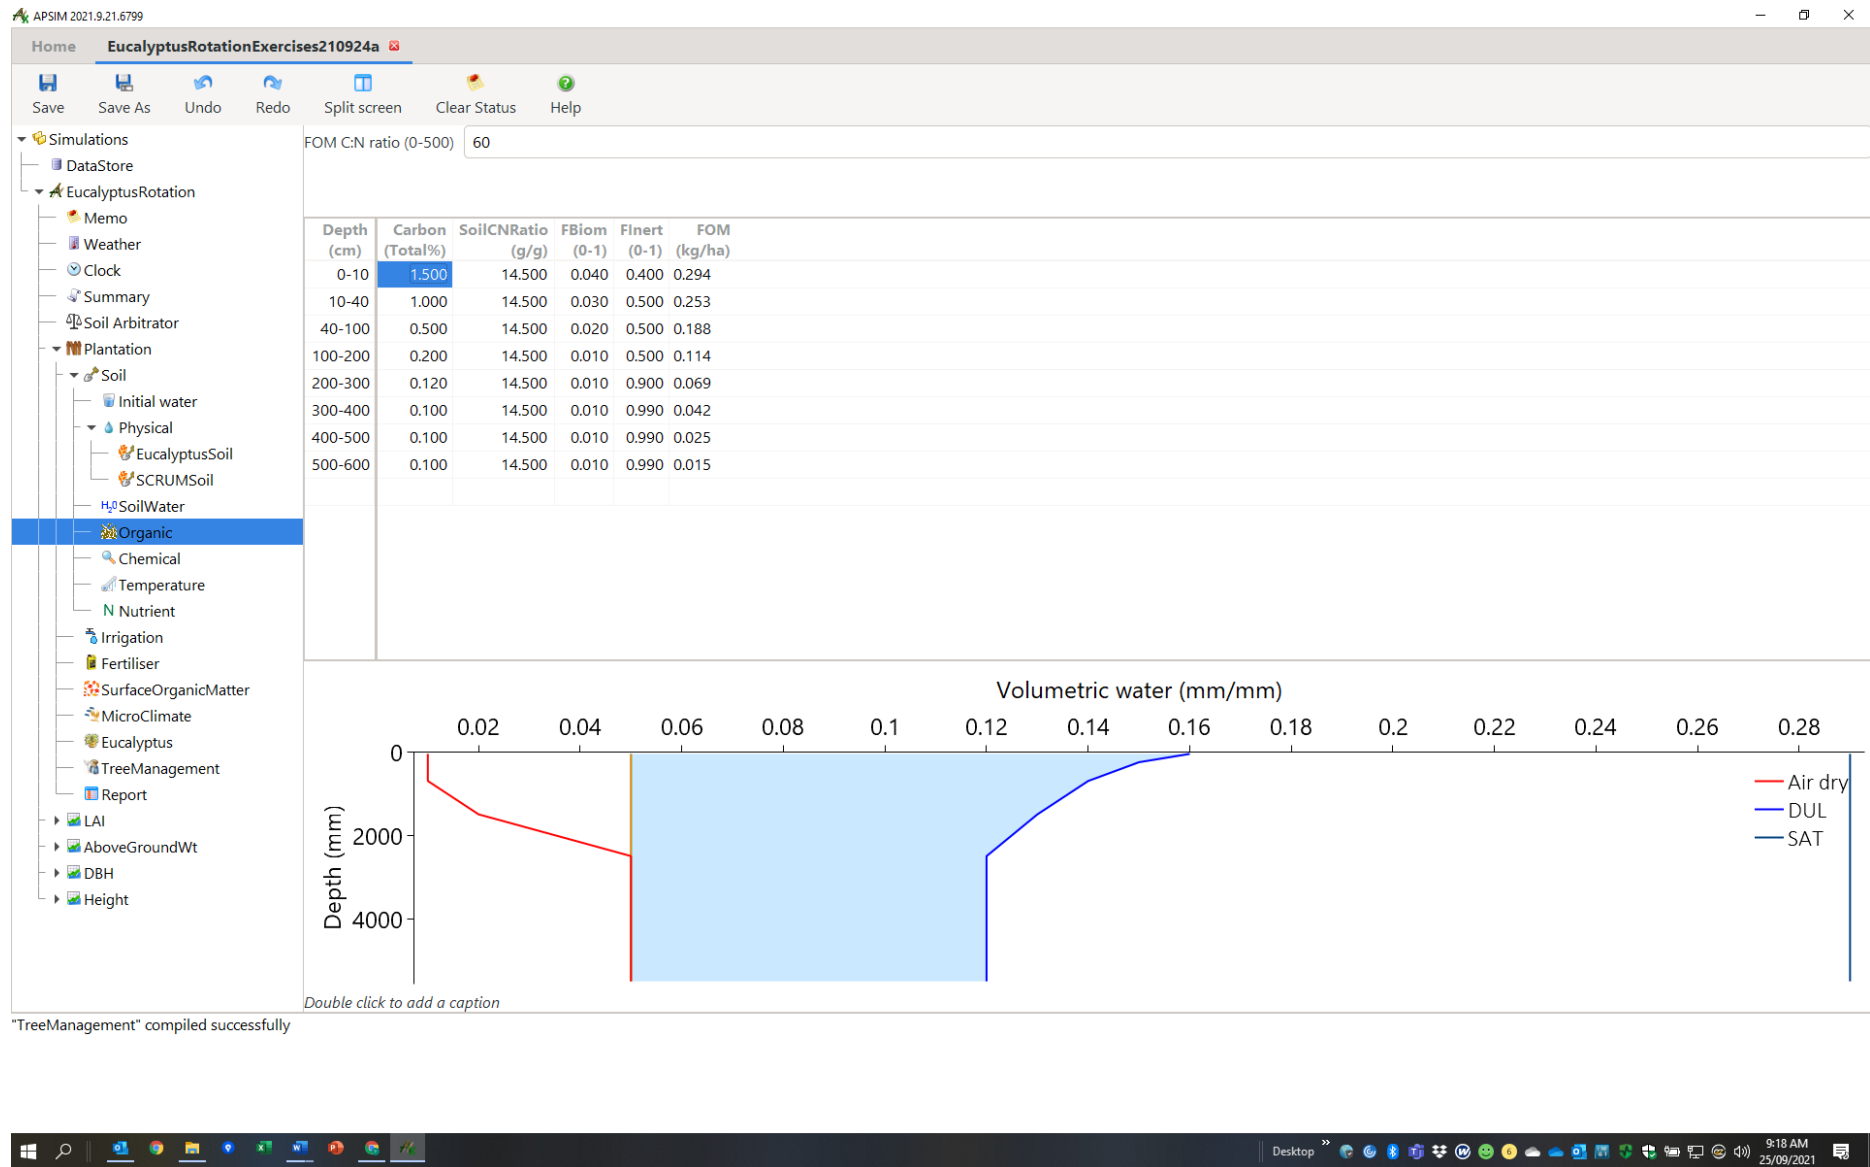 APSIM 2021.9.21.6799
Home EucalyptusRotationExercises210924a
Save Save As Undo Redo Split screen Clear Status Help
Simulations
DataStore
EucalyptusRotation
Memo
Weather
Clock
Summary
Soil Arbitrator
Plantation
Soil
Initial water
Physical
EucalyptusSoil
SCRUMSoil
H₂O SoilWater
Organic
Chemical
Temperature
N Nutrient
Irrigation
Fertiliser
SurfaceOrganicMatter
MicroClimate
Eucalyptus
TreeManagement
Report
LAI
AboveGroundWt
DBH
Height
FOM C:N ratio (0-500) 60
Depth Carbon SoilCNRatio FBiom FInert FOM
(cm) (Total%) (g/g) (0-1) (0-1) (kg/ha)
0-10 1.500 14.500 0.040 0.400 0.294
10-40 1.000 14.500 0.030 0.500 0.253
40-100 0.500 14.500 0.020 0.500 0.188
100-200 0.200 14.500 0.010 0.500 0.114
200-300 0.120 14.500 0.010 0.900 0.069
300-400 0.100 14.500 0.010 0.990 0.042
400-500 0.100 14.500 0.010 0.990 0.025
500-600 0.100 14.500 0.010 0.990 0.015
Volumetric water (mm/mm)
0.02 0.04 0.06 0.08 0.1 0.12 0.14 0.16 0.18 0.2 0.22 0.24 0.26 0.28
0
2000
4000
Depth (mm)
Air dry
DUL
SAT
Double click to add a caption
"TreeManagement" compiled successfully
Desktop
9:18 AM
25/09/2021